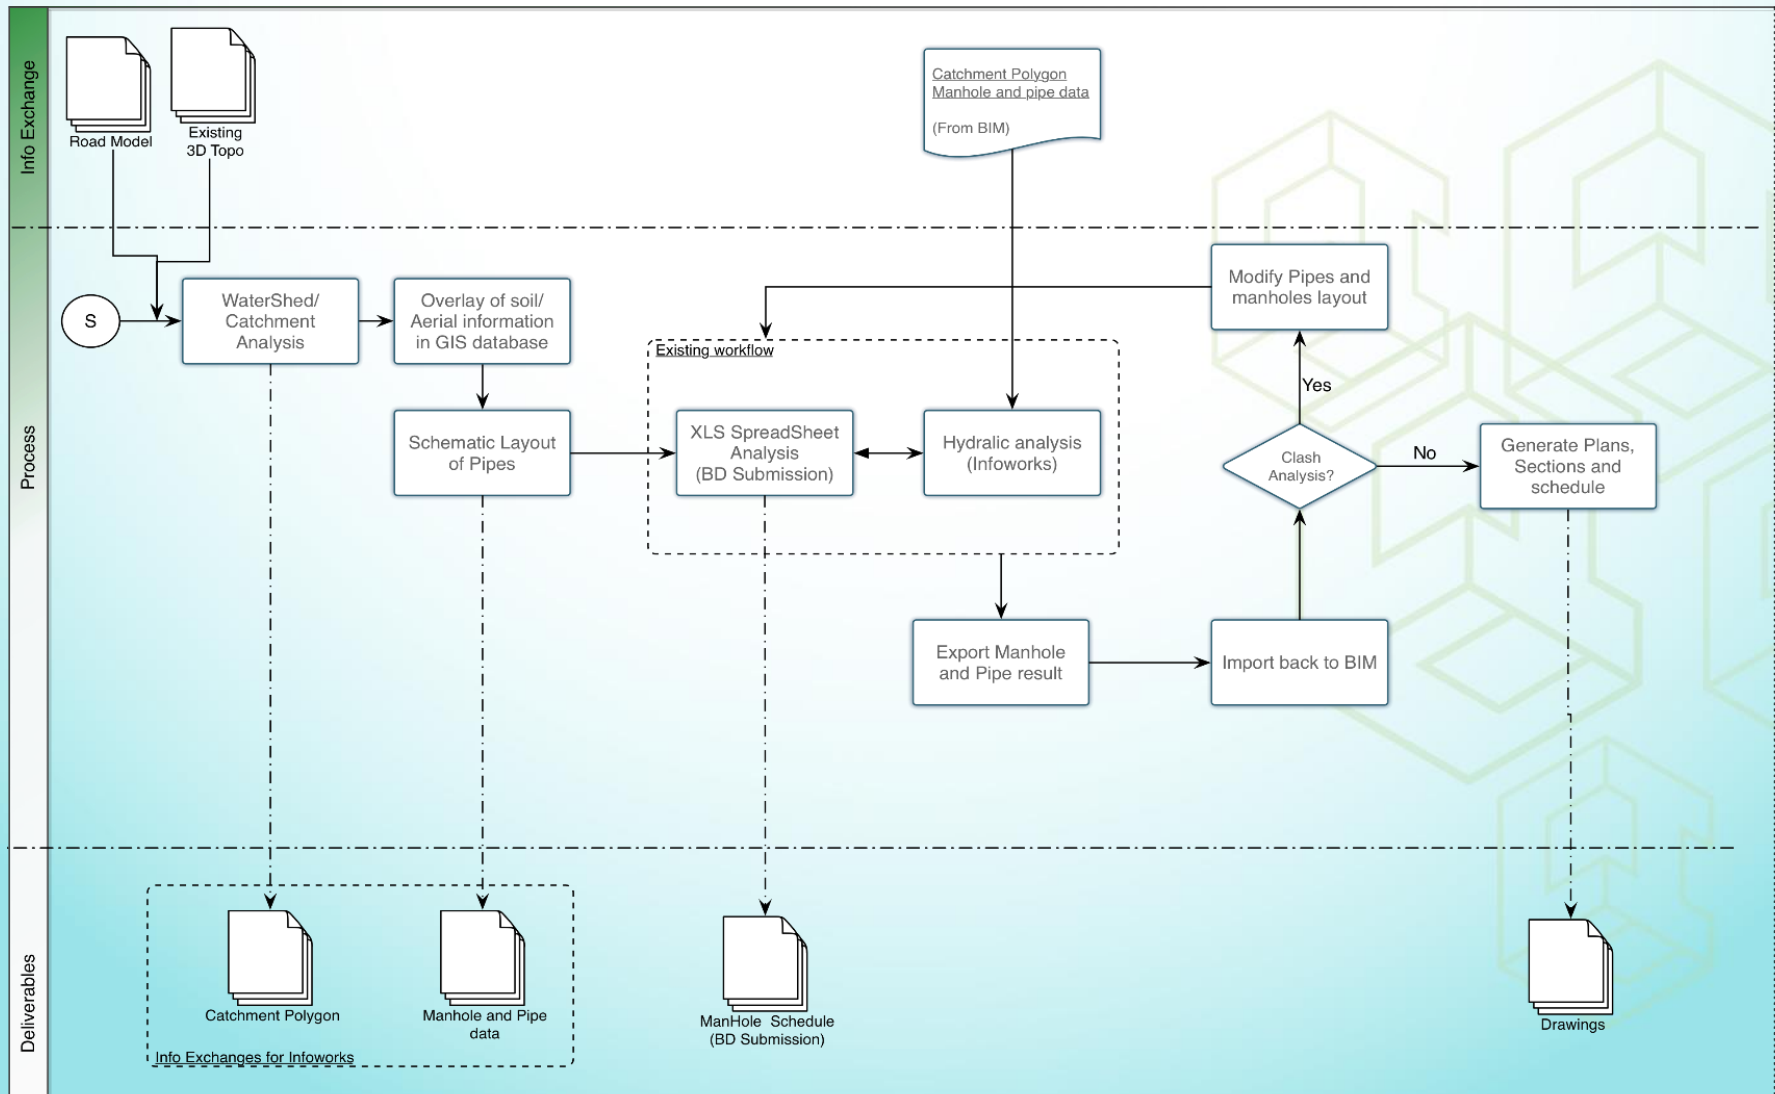 Info Exchange
Road Model
Existing
3D Topo
Catchment Polygon
Manhole and pipe data
(From BIM)
Process
S
WaterShed/
Catchment
Analysis
Overlay of soil/
Aerial information
in GIS database
Schematic Layout
of Pipes
Existing workflow
XLS SpreadSheet
Analysis
(BD Submission)
Hydralic analysis
(Infoworks)
Modify Pipes and
manholes layout
Yes
Clash
Analysis?
No
Generate Plans,
Sections and
schedule
Export Manhole
and Pipe result
Import back to BIM
Deliverables
Catchment Polygon
Manhole and Pipe
data
Info Exchanges for Infoworks
ManHole Schedule
(BD Submission)
Drawings